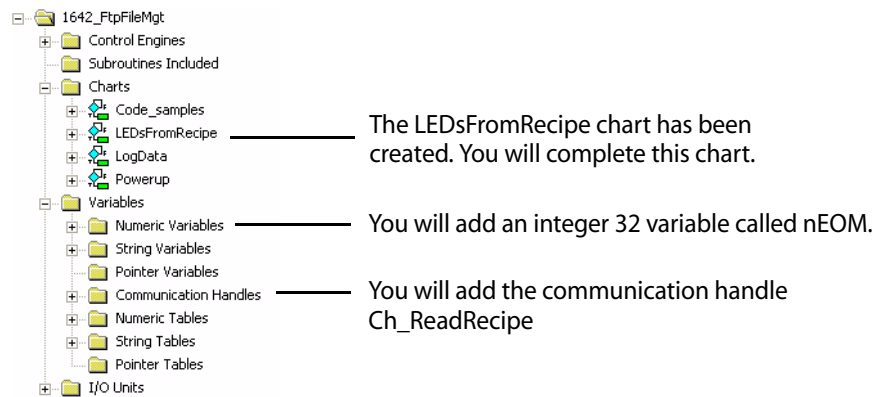 1642_FtpFileMgt
Control Engines
Subroutines Included
Charts
Code_samples
LEDsFromRecipe
LogData
Powerup
Variables
Numeric Variables
String Variables
Pointer Variables
Communication Handles
Numeric Tables
String Tables
Pointer Tables
I/O Units
The LEDsFromRecipe chart has been
created. You will complete this chart.
You will add an integer 32 variable called nEOM.
You will add the communication handle
Ch_ReadRecipe